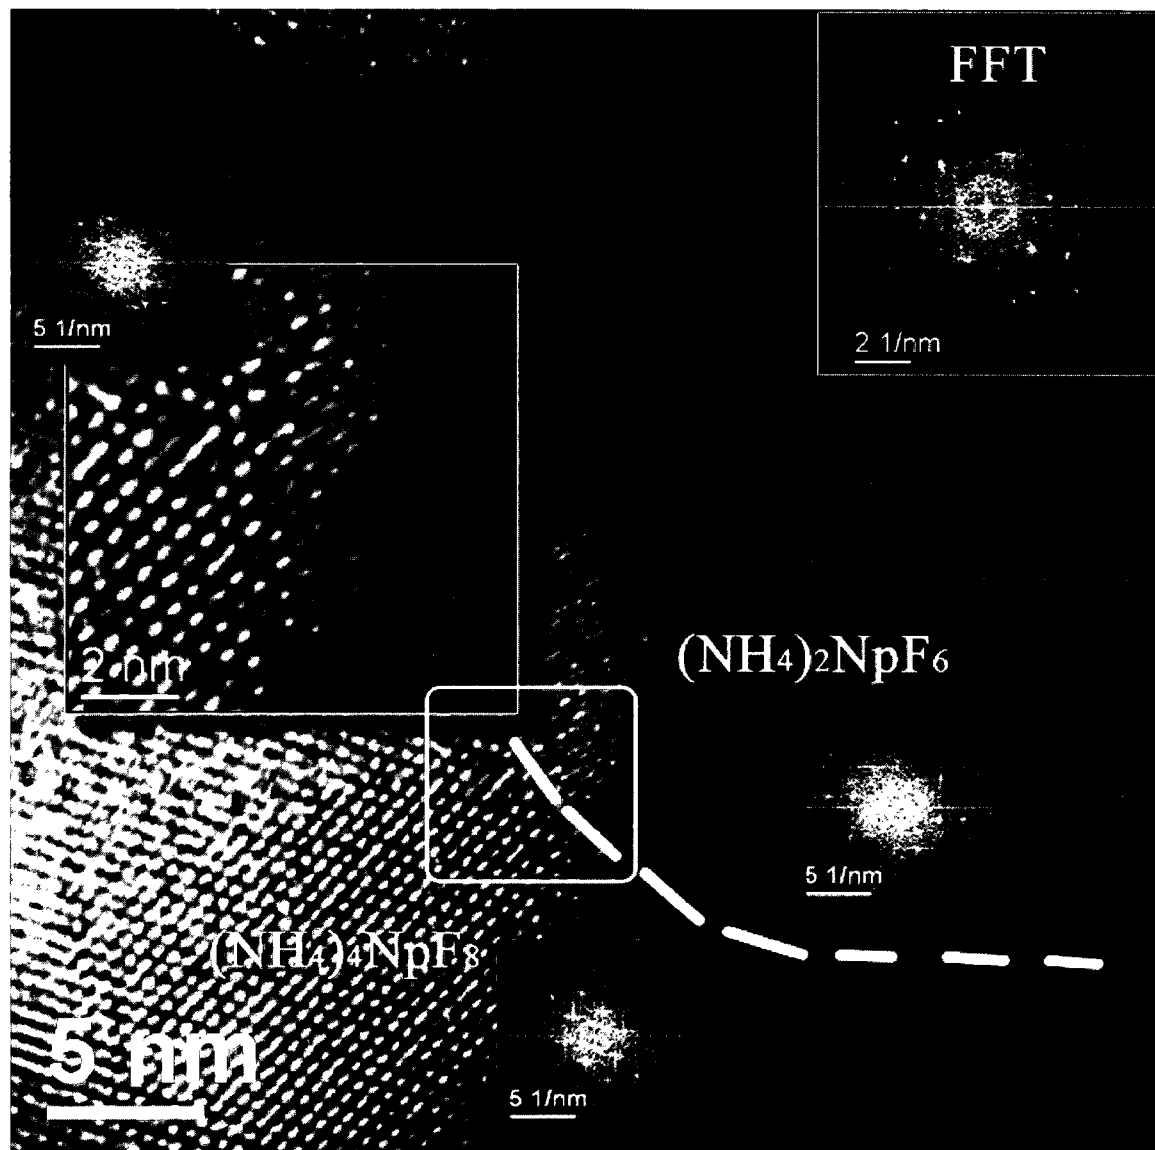 FFT
5 1/nm
2 1/nm
2 nm
(NH₄)₂NpF₆
5 1/nm
(NH₄)₄NpF₈
5 nm
5 1/nm